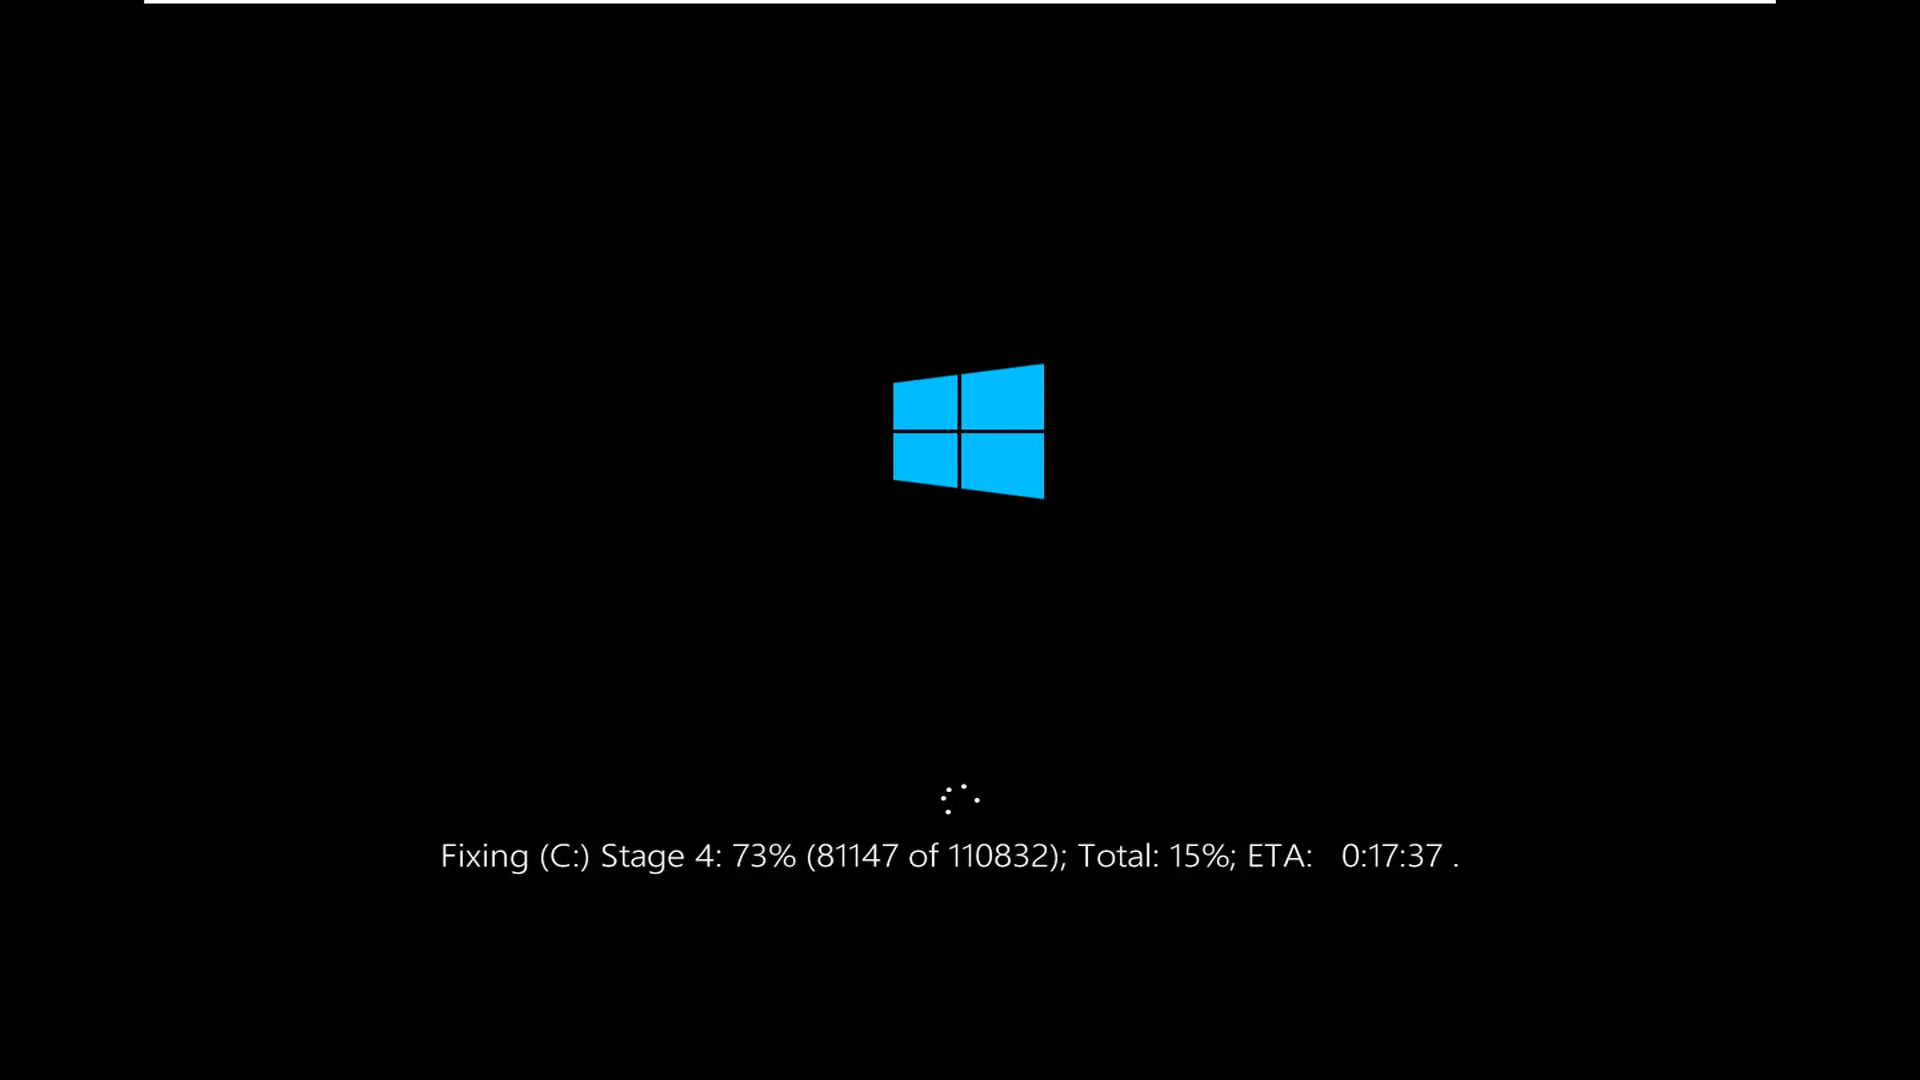 Fixing (C:) Stage 4: 73% (81147 of 110832); Total: 15%; ETA:   0:17:37 .